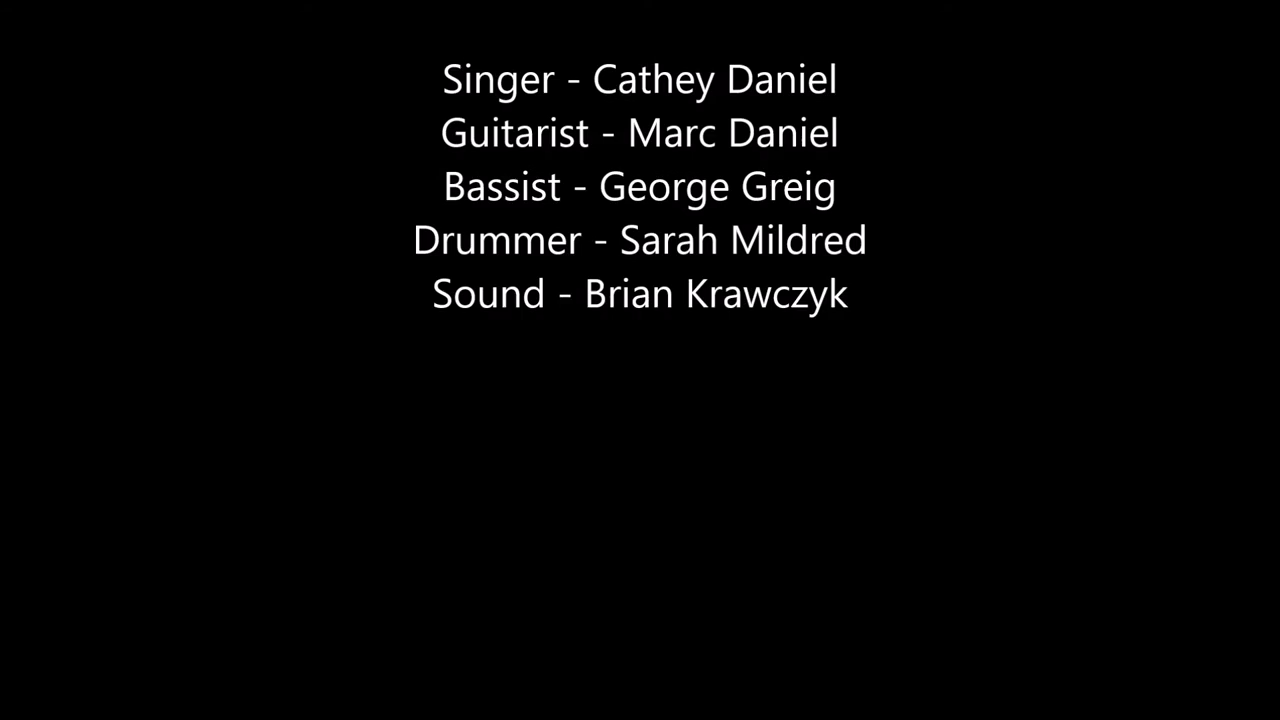 Singer - Cathey Daniel
Guitarist - Marc Daniel
Bassist - George Greig
Drummer - Sarah Mildred
Sound - Brian Krawczyk